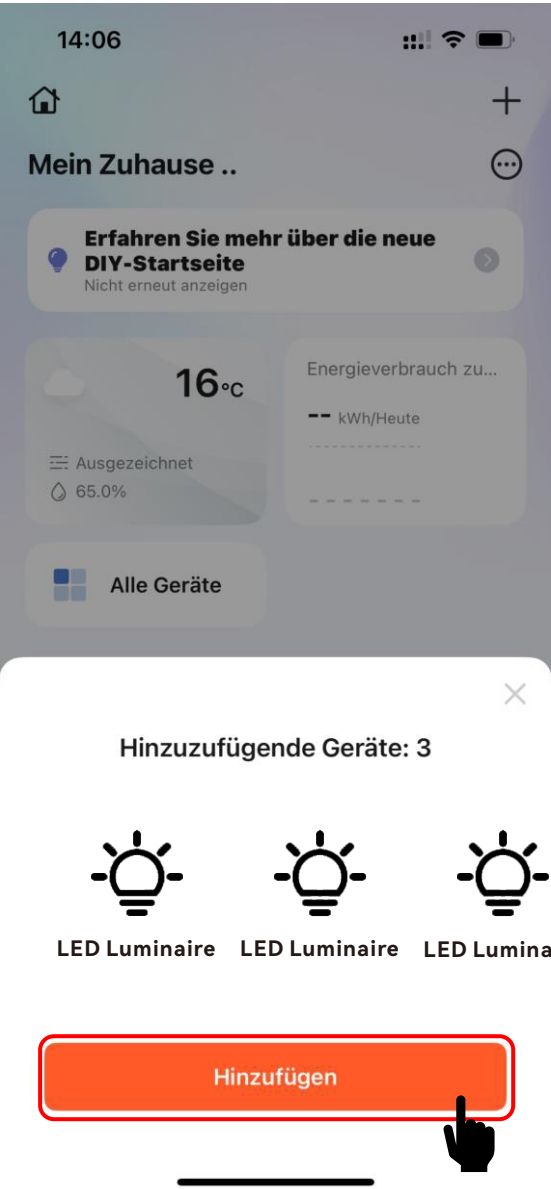 14:06
Mein Zuhause ..
Erfahren Sie mehr über die neue
DIY-Startseite
Nicht erneut anzeigen
16°C
Energieverbrauch zu...
-- kWh/Heute
Ausgezeichnet
65.0%
Alle Geräte
Hinzuzufügende Geräte: 3
LED Luminaire LED Luminaire LED Lumina
Hinzufügen